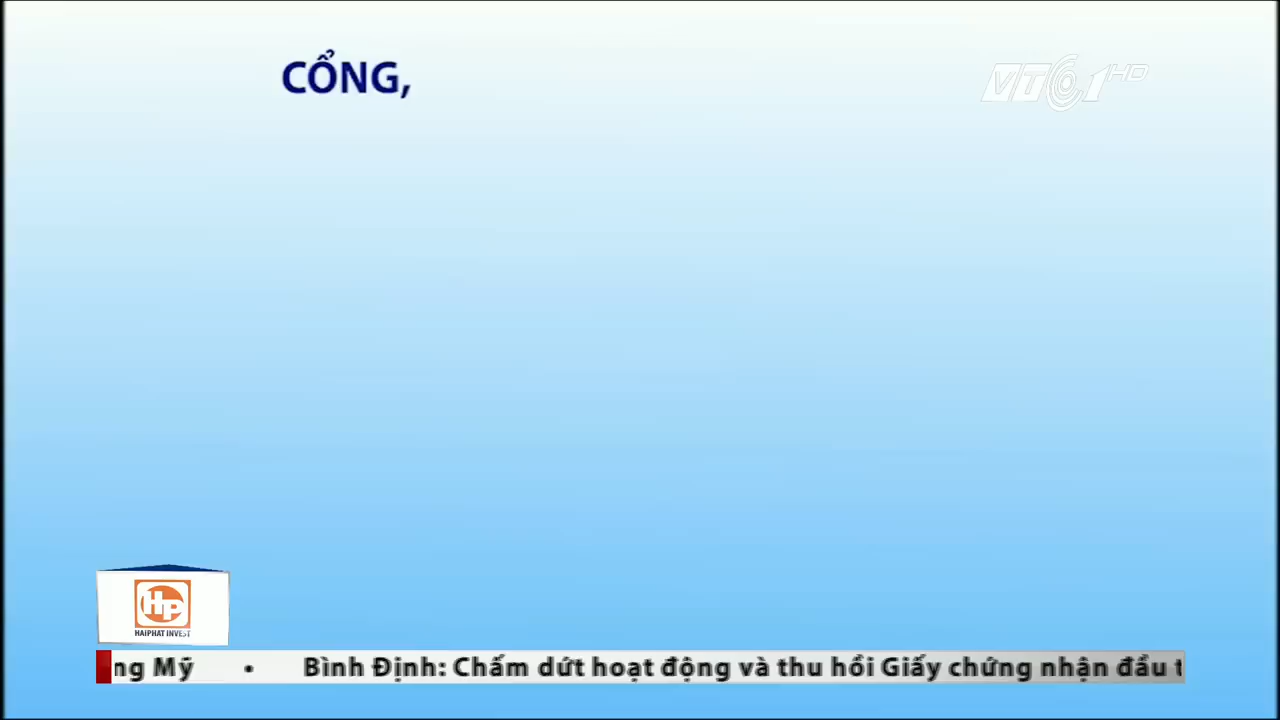 CỔNG,
VTC1 HD
HP
HAIPHAT INVEST
ng Mỹ • Bình Định: Chấm dứt hoạt động và thu hồi Giấy chứng nhận đầu t